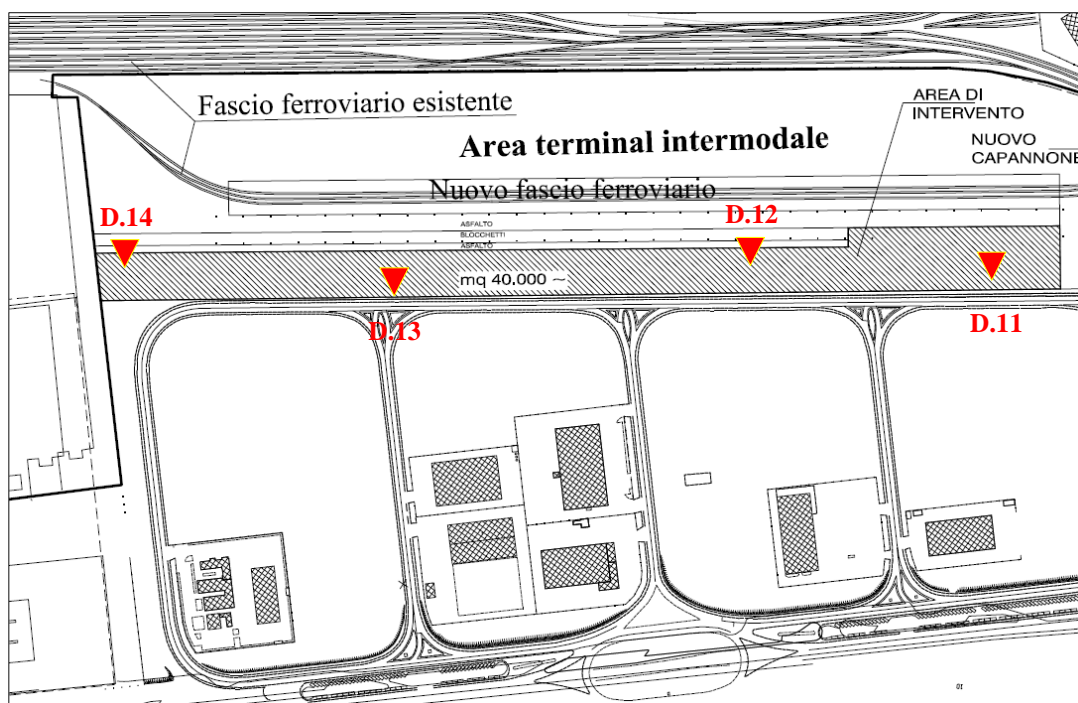 Fascio ferroviario esistente
AREA DI
INTERVENTO
Area terminal intermodale
NUOVO
CAPANNONE
Nuovo fascio ferroviario
D.14
D.12
ASFALTO
BLOCCHETTI
ASFALTO
mq 40.000 ~
D.13
D.11
10